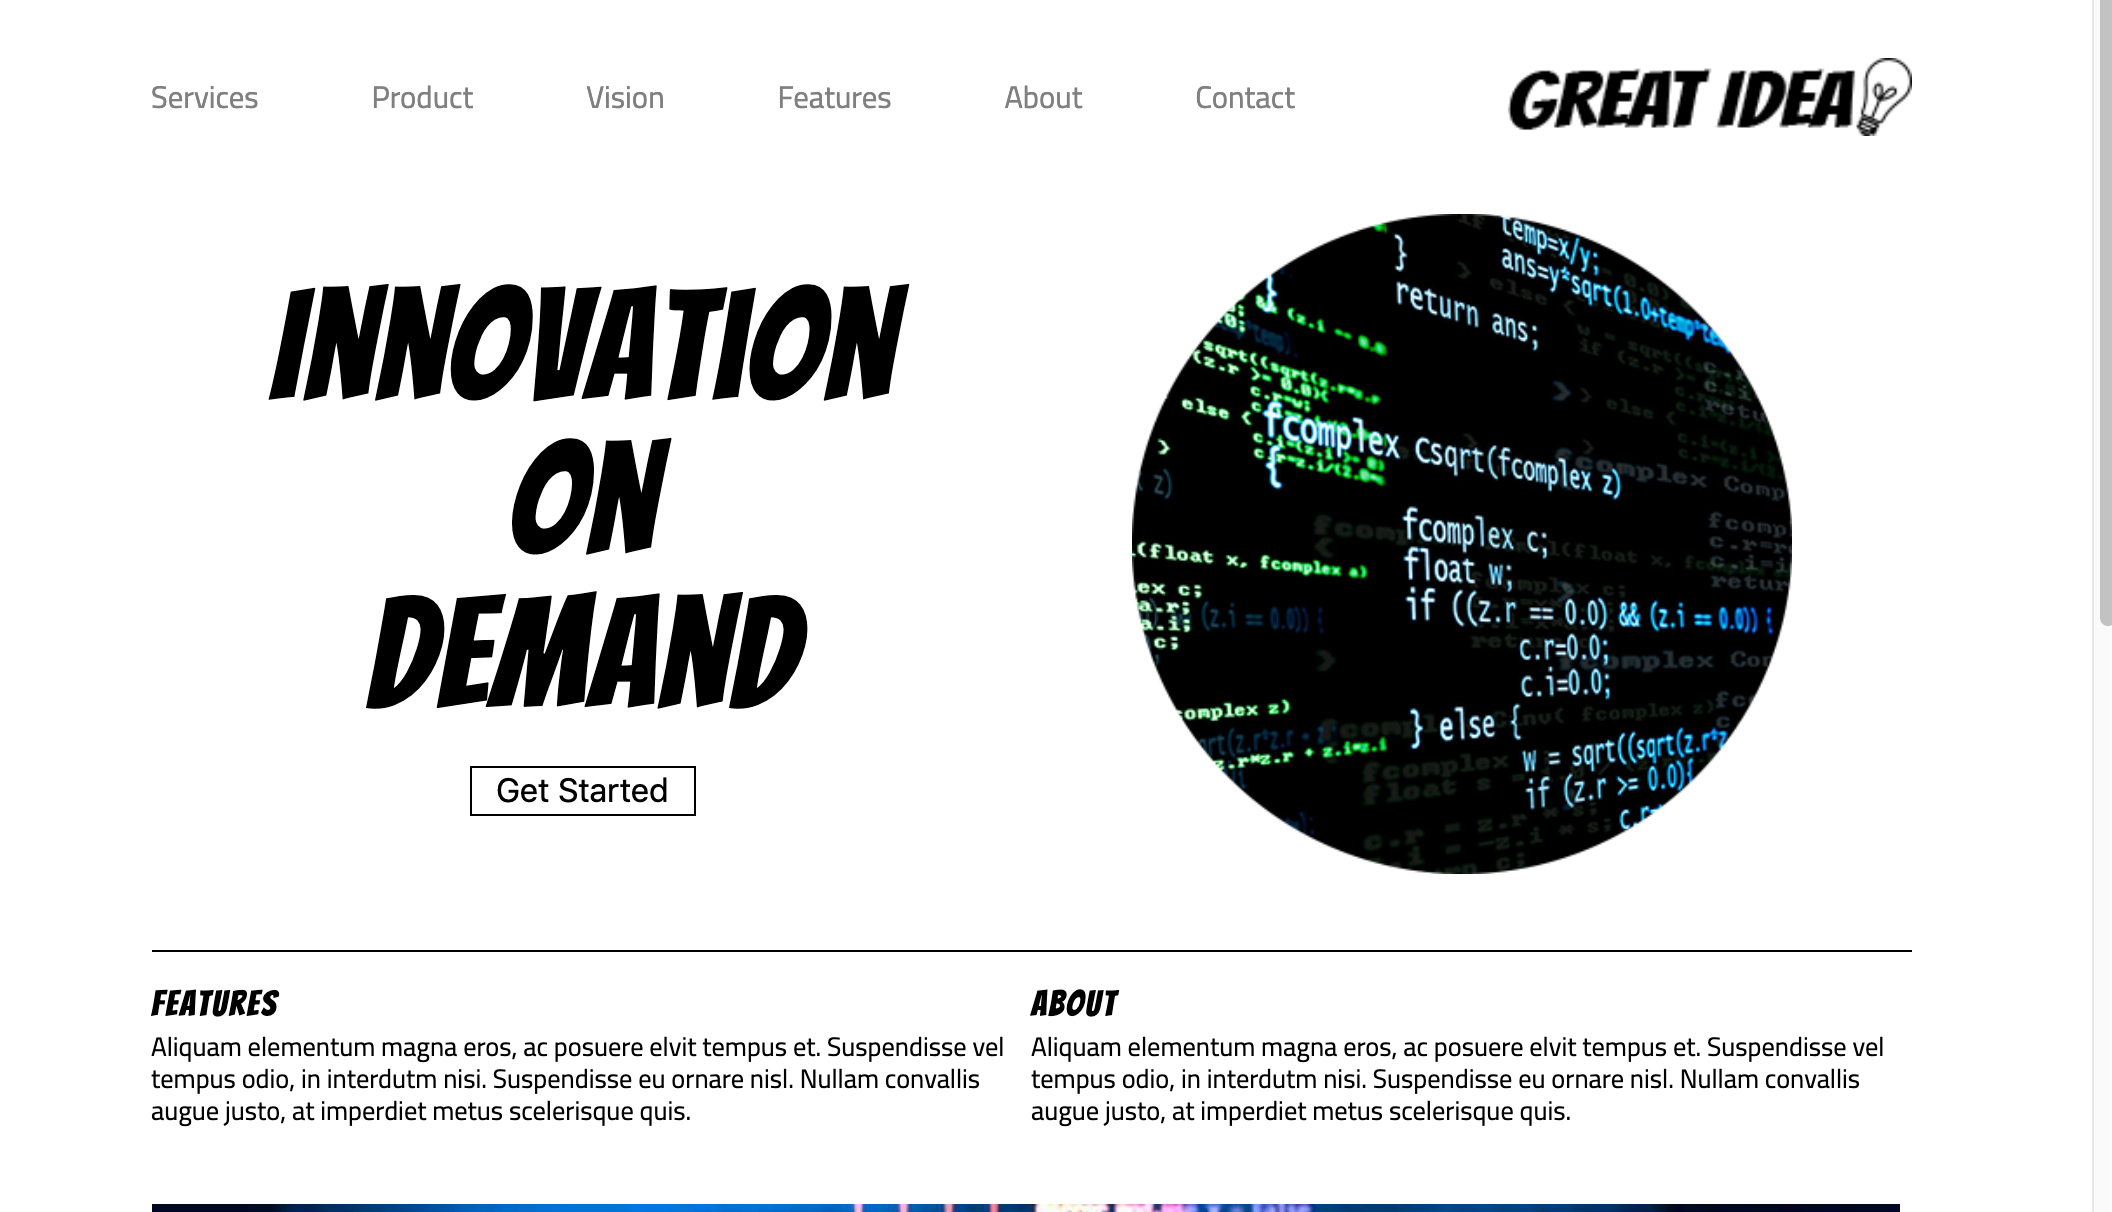 Services Product Vision Features About Contact GREAT IDEA
INNOVATION
ON
DEMAND
Get Started
temp=x/y;
}
ans=y*sqrt(1.0+temp*
return ans;
fcomplex Csqrt(fcomplex z)
{
fcomplex c;
float w;
if ((z.r == 0.0) && (z.i == 0.0)) {
c.r=0.0;
c.i=0.0;
} else {
w = sqrt((sqrt(z.r*z
if (z.r >= 0.0){
else {
(float x, fcomplex a)
complex z)
z.r*z.r + z.i*z.i
FEATURES
Aliquam elementum magna eros, ac posuere elvit tempus et. Suspendisse vel
tempus odio, in interdutm nisi. Suspendisse eu ornare nisl. Nullam convallis
augue justo, at imperdiet metus scelerisque quis.
ABOUT
Aliquam elementum magna eros, ac posuere elvit tempus et. Suspendisse vel
tempus odio, in interdutm nisi. Suspendisse eu ornare nisl. Nullam convallis
augue justo, at imperdiet metus scelerisque quis.